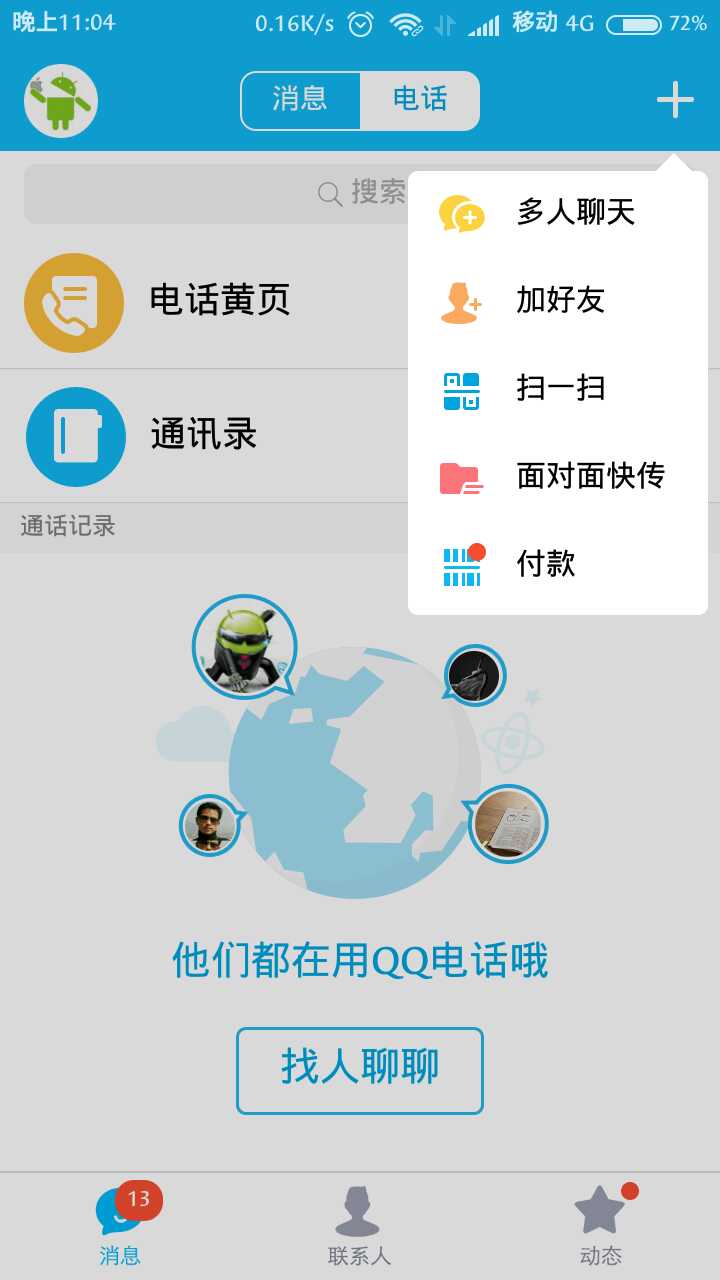 晚上11:04 0.16K/s 移动 4G 72%
消息 电话
搜索
多人聊天
加好友
扫一扫
面对面快传
付款
电话黄页
通讯录
通话记录
他们都在用QQ电话哦
找人聊聊
13
消息 联系人 动态